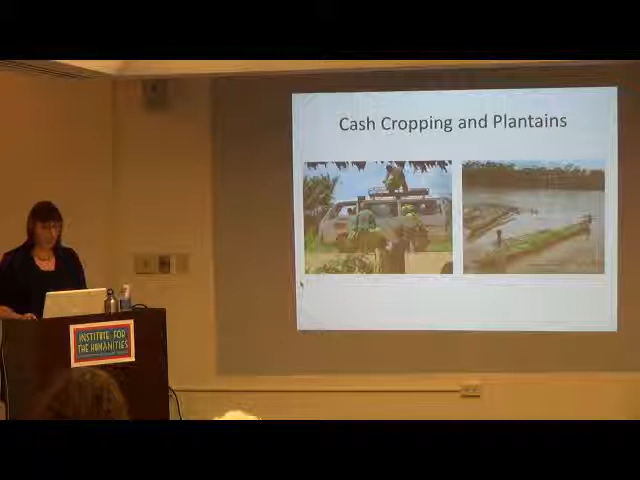 Cash Cropping and Plantains
INSTITUTE FOR
THE HUMANITIES